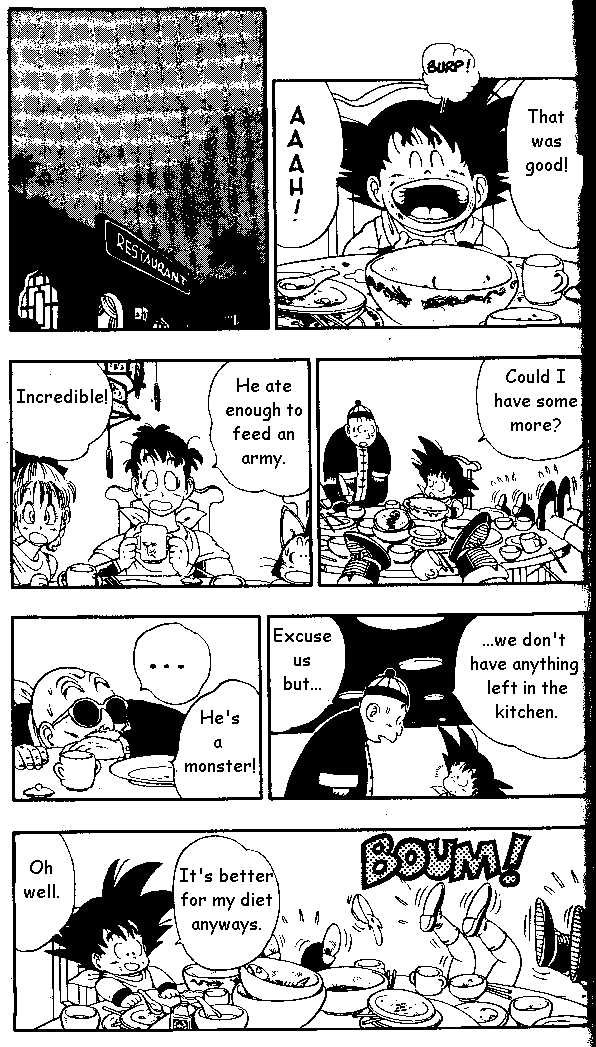 RESTAURANT
BURP!
AAAAH!
That
was
good!
Incredible!
He ate
enough to
feed an
army.
Could I
have some
more?
...
He's
a
monster!
Excuse
us
but...
...we don't
have anything
left in the
kitchen.
Oh
well.
It's better
for my diet
anyways.
BOUM!